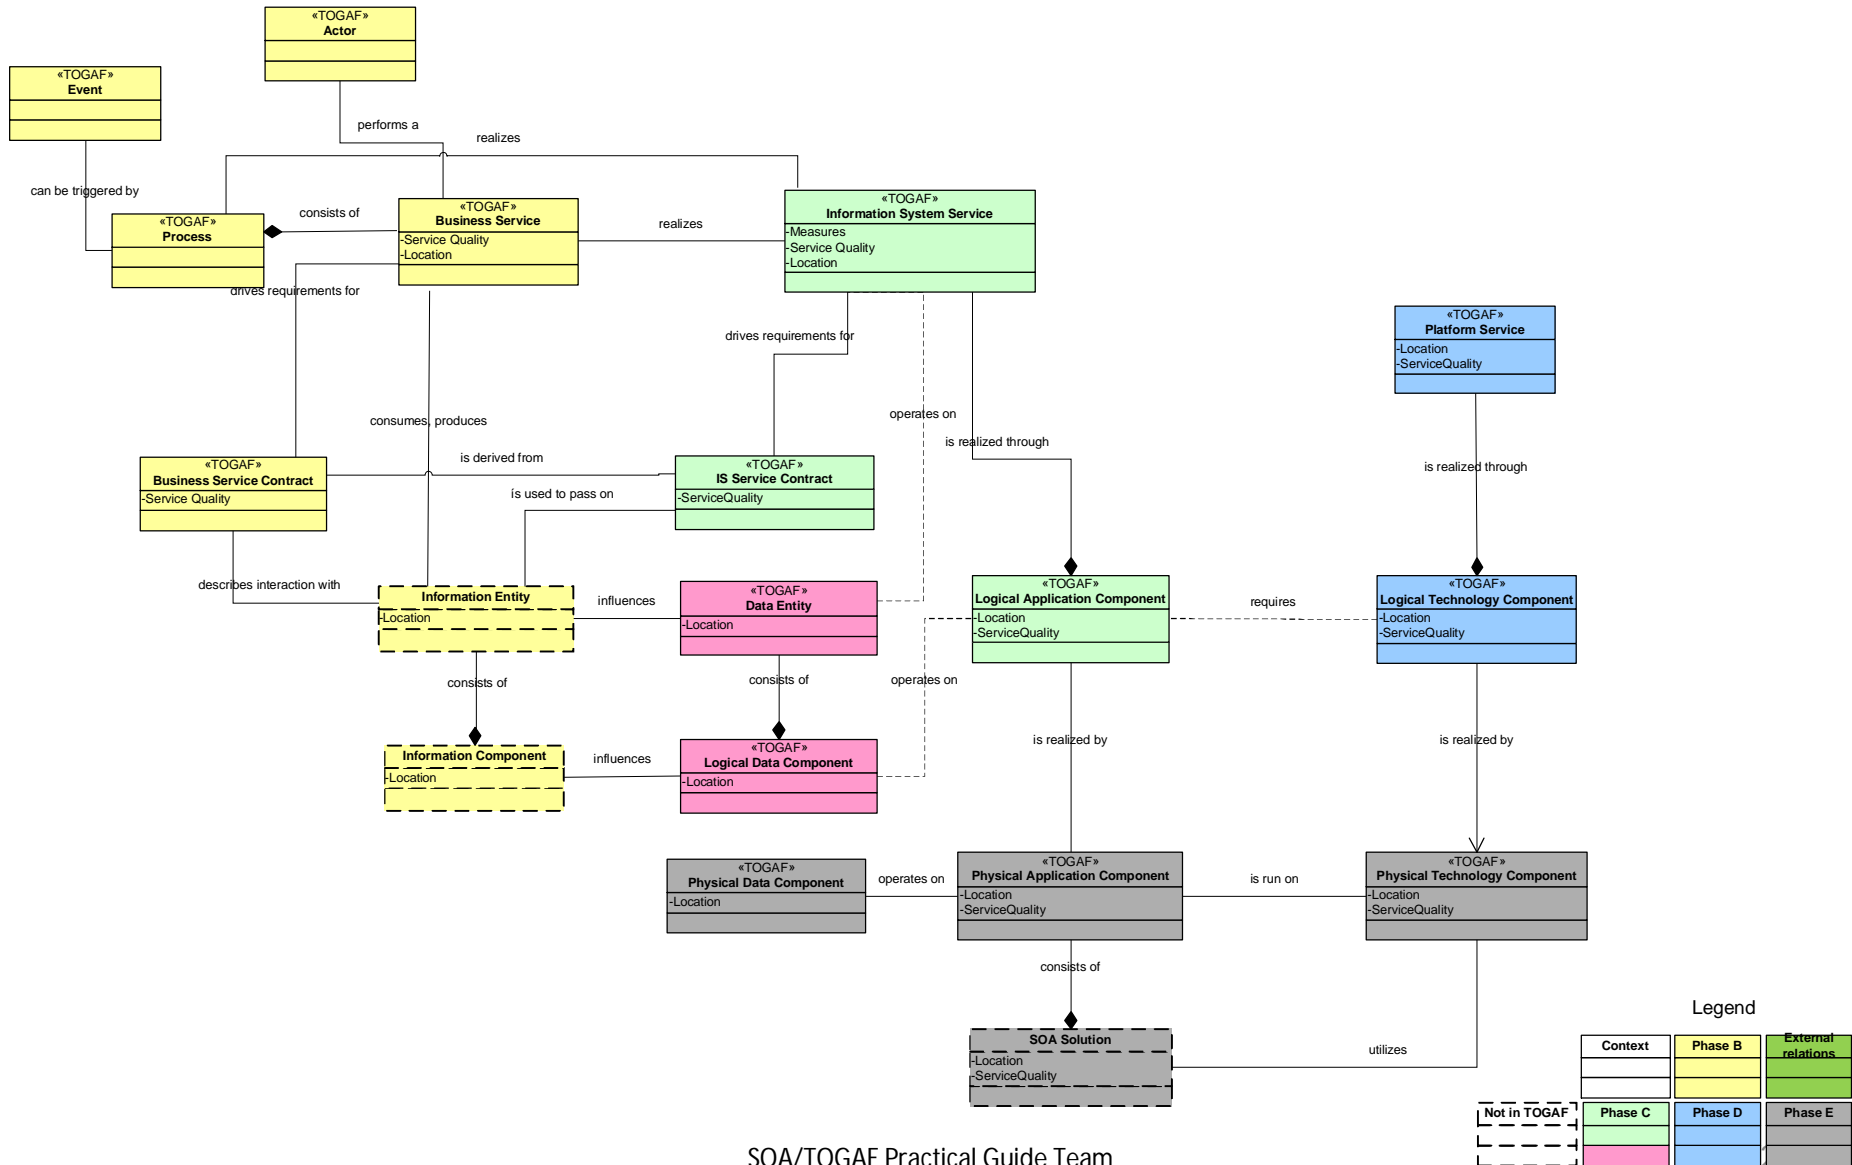 «TOGAF»
Actor
«TOGAF»
Event
performs a
realizes
can be triggered by
«TOGAF»
Process
consists of
«TOGAF»
Business Service
-Service Quality
-Location
realizes
«TOGAF»
Information System Service
-Measures
-Service Quality
-Location
drives requirements for
drives requirements for
«TOGAF»
Platform Service
-Location
-ServiceQuality
consumes, produces
operates on
is realized through
is realized through
«TOGAF»
Business Service Contract
-Service Quality
is derived from
is used to pass on
«TOGAF»
IS Service Contract
-ServiceQuality
describes interaction with
Information Entity
-Location
influences
«TOGAF»
Data Entity
-Location
«TOGAF»
Logical Application Component
-Location
-ServiceQuality
requires
«TOGAF»
Logical Technology Component
-Location
-ServiceQuality
consists of
consists of
operates on
is realized by
is realized by
Information Component
-Location
influences
«TOGAF»
Logical Data Component
-Location
«TOGAF»
Physical Data Component
-Location
operates on
«TOGAF»
Physical Application Component
-Location
-ServiceQuality
is run on
«TOGAF»
Physical Technology Component
-Location
-ServiceQuality
consists of
SOA Solution
-Location
-ServiceQuality
utilizes
Legend
Context
Phase B
External
relations
Not in TOGAF
Phase C
Phase D
Phase E
SOA/TOGAF Practical Guide Team